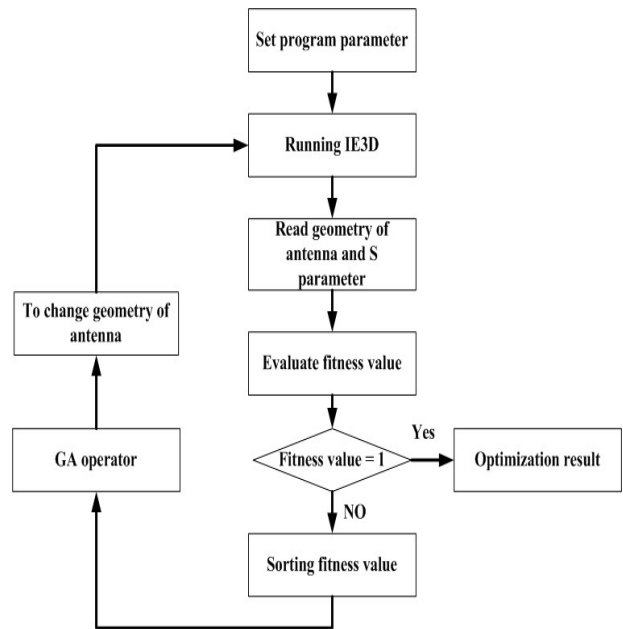 Set program parameter
Running IE3D
Read geometry of
antenna and S
parameter
To change geometry of
antenna
Evaluate fitness value
Yes
GA operator
Fitness value = 1
Optimization result
NO
Sorting fitness value